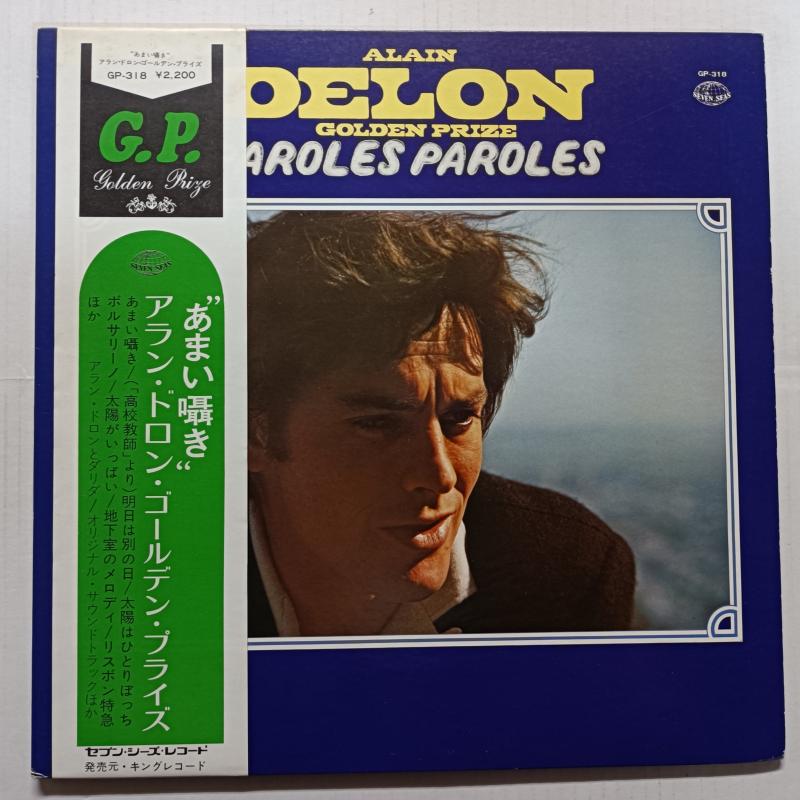 "あまい囁き"
アラン・ドロン・ゴールデン・プライズ
GP-318 ¥2,200
G.P.
Golden Prize
SEVEN SEAS
"あまい囁き"
アラン・ドロン・ゴールデン・プライズ
あまい囁き/(「高校教師」より)明日は別の日/太陽はひとりぼっち
ボルサリーノ/太陽がいっぱい/地下室のメロディ/リスボン特急
ほか アラン・ドロンとダリダ/オリジナル・サウンドトラックほか
セブン・シーズ・レコード
発売元・キングレコード
ALAIN
DELON
GOLDEN PRIZE
AROLES PAROLES
GP-318
SEVEN SEAS